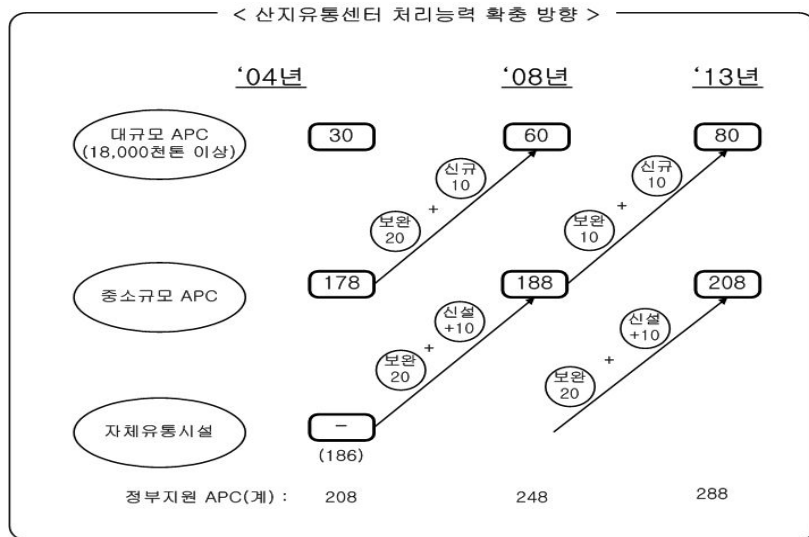 < 산지유통센터 처리능력 확충 방향 >
‘04년 ‘08년 ‘13년
대규모 APC
(18,000천톤 이상)
30 60 80
신규
10
+
보완
20
신규
10
+
보완
10
중소규모 APC
178 188 208
신설
+10
+
보완
20
신설
+10
+
보완
20
자체유통시설
–
(186)
정부지원 APC(계) : 208 248 288